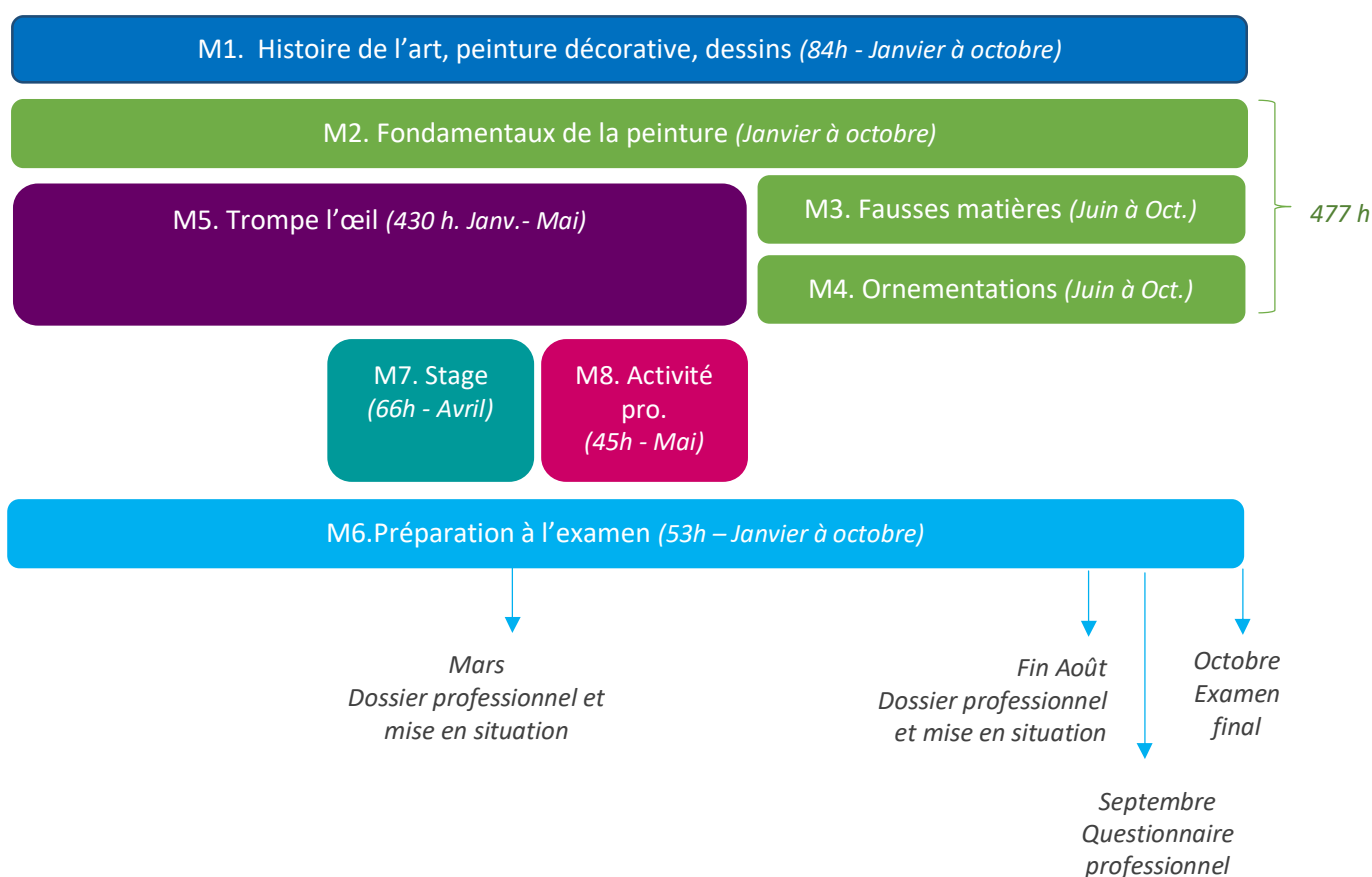 M1.  Histoire de l’art, peinture décorative, dessins (84h - Janvier à octobre)
M2. Fondamentaux de la peinture (Janvier à octobre)
M5. Trompe l’œil (430 h. Janv.- Mai)
M3. Fausses matières (Juin à Oct.)
477 h
M4. Ornementations (Juin à Oct.)
M7. Stage
(66h - Avril)
M8. Activité
pro.
(45h - Mai)
M6.Préparation à l’examen (53h – Janvier à octobre)
Mars
Dossier professionnel et
mise en situation
Fin Août
Dossier professionnel
et mise en situation
Octobre
Examen
final
Septembre
Questionnaire
professionnel